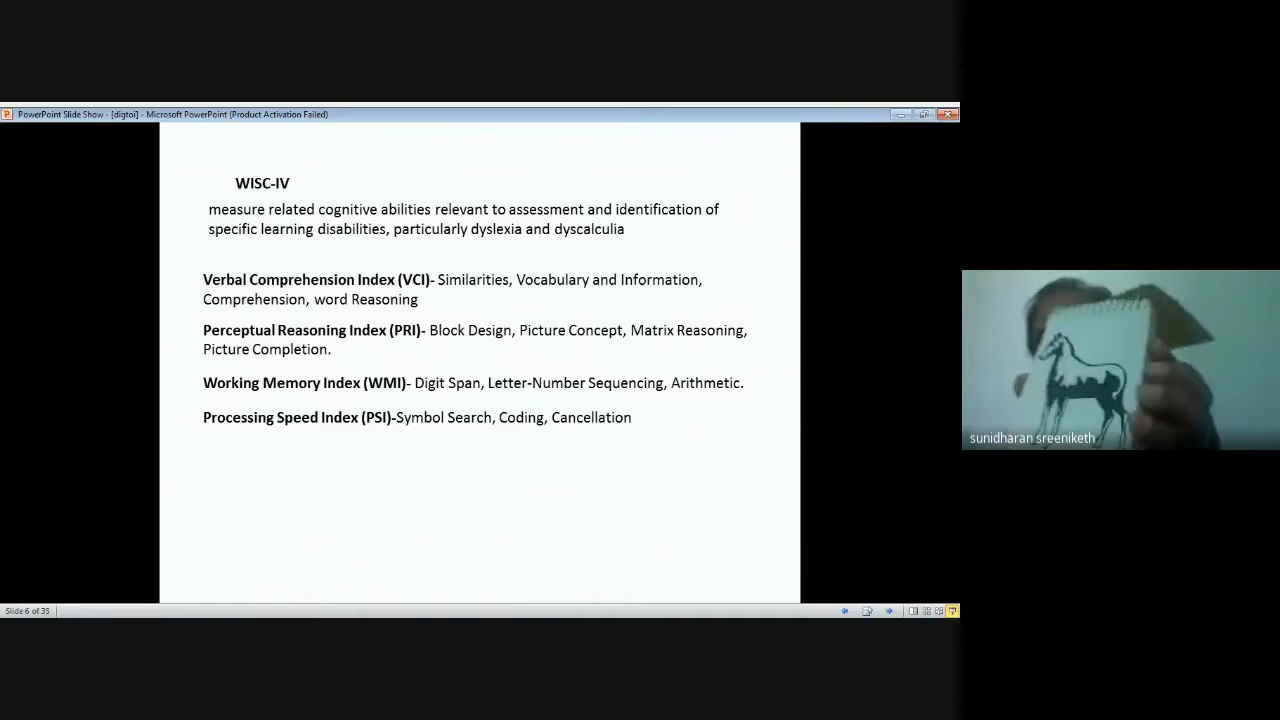 PowerPoint Slide Show - [digtoi] - Microsoft PowerPoint (Product Activation Failed)
WISC-IV
measure related cognitive abilities relevant to assessment and identification of
specific learning disabilities, particularly dyslexia and dyscalculia
Verbal Comprehension Index (VCI)- Similarities, Vocabulary and Information,
Comprehension, word Reasoning
Perceptual Reasoning Index (PRI)- Block Design, Picture Concept, Matrix Reasoning,
Picture Completion.
Working Memory Index (WMI)- Digit Span, Letter-Number Sequencing, Arithmetic.
Processing Speed Index (PSI)-Symbol Search, Coding, Cancellation
sunidharan sreeniketh
Slide 6 of 35